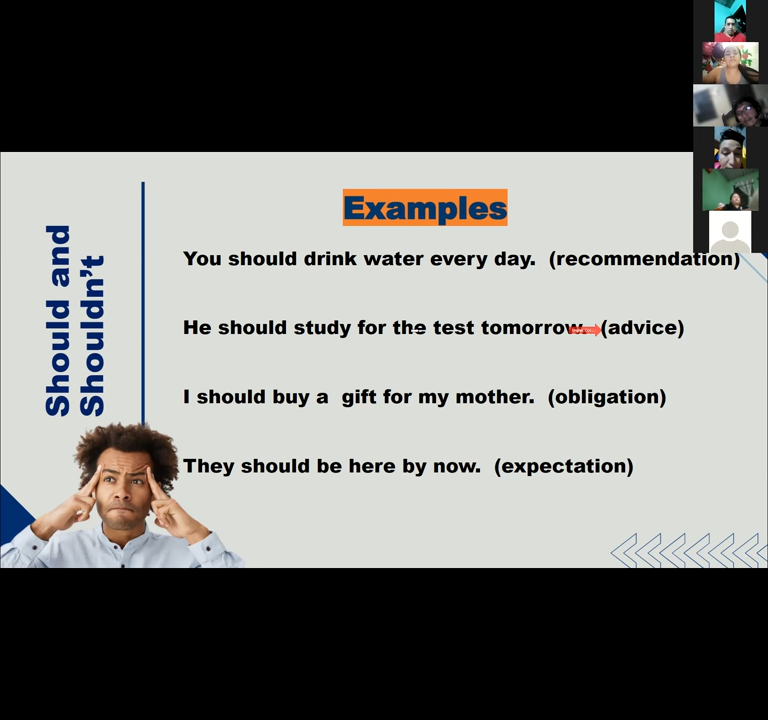 Should and
Shouldn't
Examples
You should drink water every day.  (recommendation)
He should study for the test tomorrow.  (advice)
I should buy a  gift for my mother.  (obligation)
They should be here by now.  (expectation)